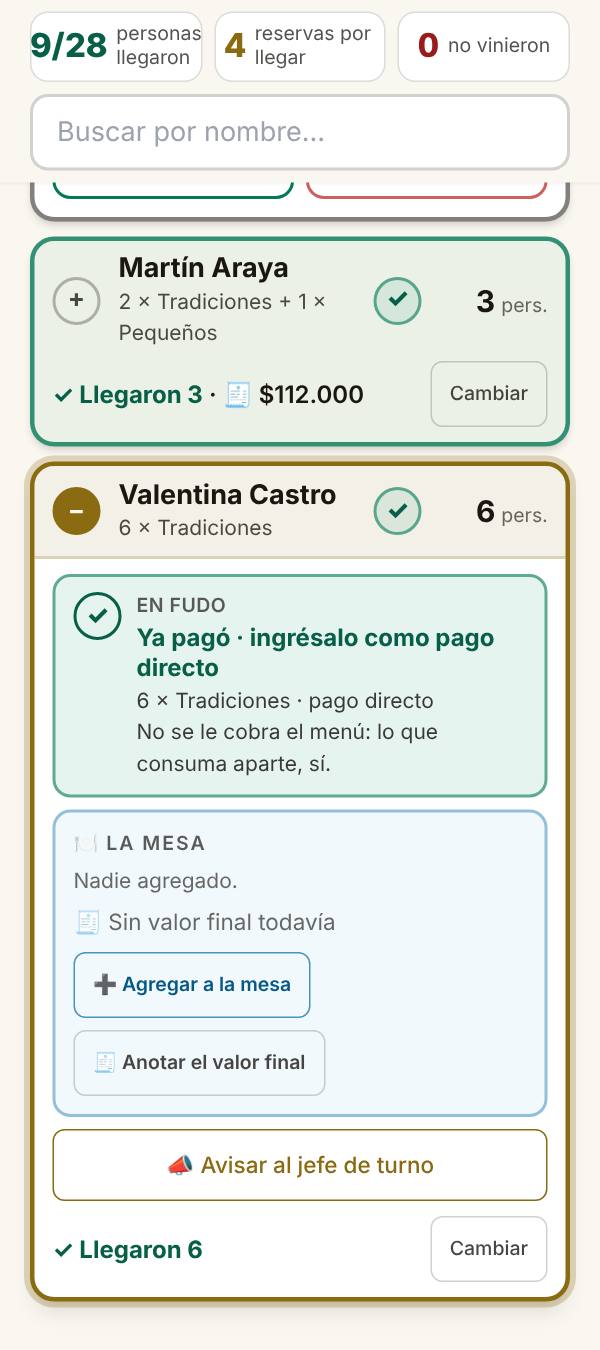 9/28 personas llegaron
4 reservas por llegar
0 no vinieron
Buscar por nombre...
Martín Araya
+
2 × Tradiciones + 1 ×
Pequeños
✓
3 pers.
✓ Llegaron 3 · 🧾 $112.000
Cambiar
Valentina Castro
–
6 × Tradiciones
✓
6 pers.
✓
EN FUDO
Ya pagó · ingrésalo como pago
directo
6 × Tradiciones · pago directo
No se le cobra el menú: lo que
consuma aparte, sí.
🍽️ LA MESA
Nadie agregado.
🧾 Sin valor final todavía
➕ Agregar a la mesa
🧾 Anotar el valor final
📣 Avisar al jefe de turno
✓ Llegaron 6
Cambiar